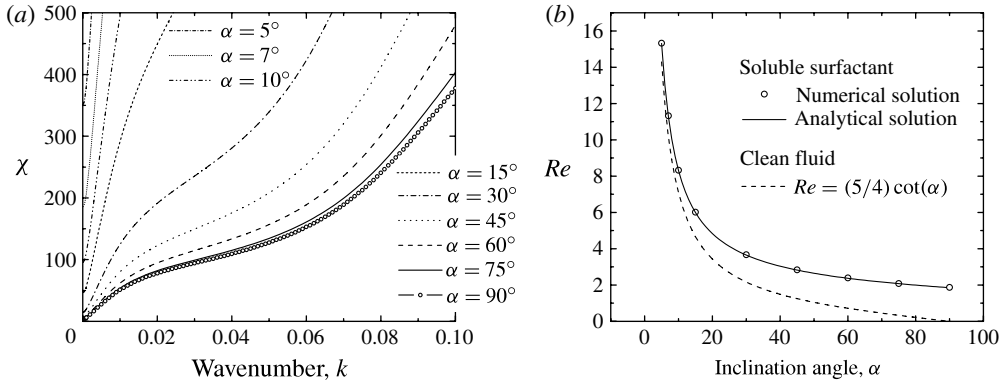 (a)
500
400
300
200
100
χ
0
0.02
0.04
0.06
0.08
0.10
Wavenumber, k
α = 5°
α = 7°
α = 10°
α = 15°
α = 30°
α = 45°
α = 60°
α = 75°
α = 90°
(b)
16
14
12
10
8
6
4
2
0
Re
0
20
40
60
80
100
Inclination angle, α
Soluble surfactant
Numerical solution
Analytical solution
Clean fluid
Re = (5/4) cot(α)